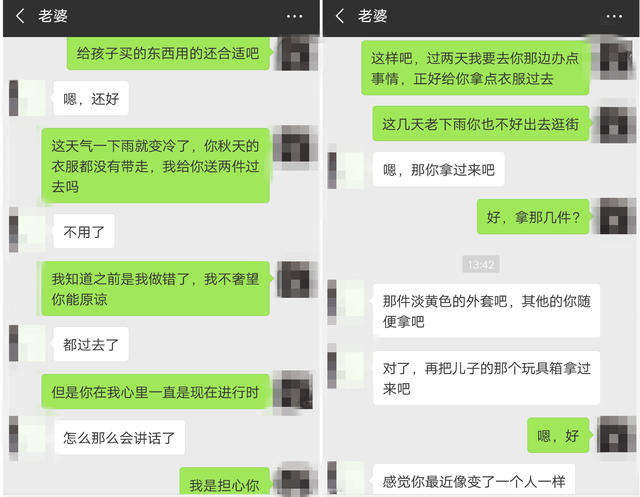 老婆
给孩子买的东西用的还合适吧
嗯，还好
这天气一下雨就变冷了，你秋天的
衣服都没有带走，我给你送两件过
去吗
不用了
我知道之前是我做错了，我不奢望
你能原谅
都过去了
但是你在我心里一直是现在进行时
怎么那么会讲话了
我是担心你
老婆
这样吧，过两天我要去你那边办点
事情，正好给你拿点衣服过去
这几天老下雨你也不好出去逛街
嗯，那你拿过来吧
好，拿那几件？
13:42
那件淡黄色的外套吧，其他的你随
便拿吧
对了，再把儿子的那个玩具箱拿过
来吧
嗯，好
感觉你最近像变了一个人一样